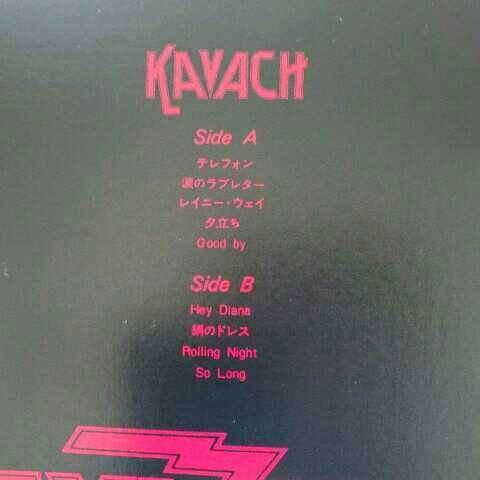 KAVACH
Side A
テレフォン
涙のラブレター
レイニー・ウェイ
夕立ち
Good by
Side B
Hey Diana
絹のドレス
Rolling Night
So Long